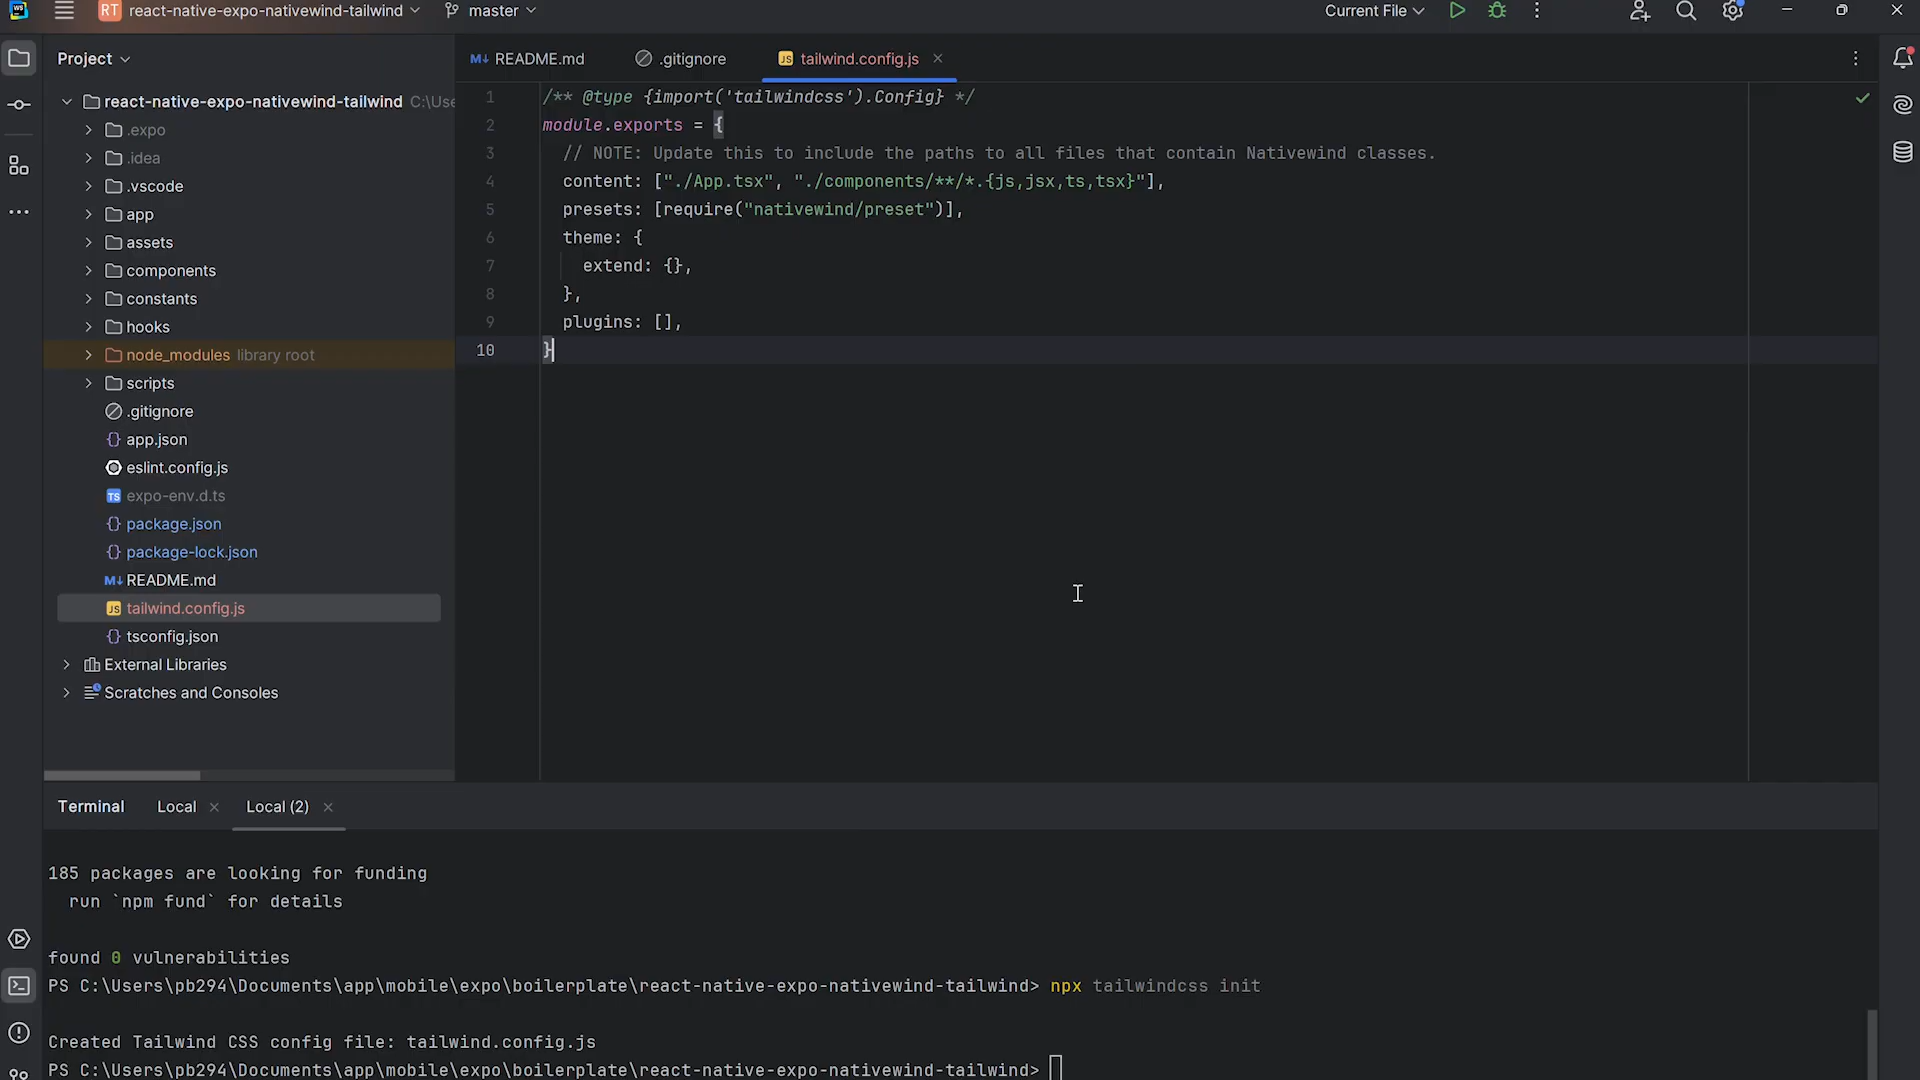 WS RT react-native-expo-nativewind-tailwind master Current File
Project
README.md .gitignore JS tailwind.config.js
react-native-expo-nativewind-tailwind C:\Use
.expo
.idea
.vscode
app
assets
components
constants
hooks
node_modules library root
scripts
.gitignore
app.json
eslint.config.js
TS expo-env.d.ts
package.json
package-lock.json
M↓ README.md
JS tailwind.config.js
tsconfig.json
External Libraries
Scratches and Consoles
1 /** @type {import('tailwindcss').Config} */
2 module.exports = {
3 // NOTE: Update this to include the paths to all files that contain Nativewind classes.
4 content: ["./App.tsx", "./components/**/*.{js,jsx,ts,tsx}"],
5 presets: [require("nativewind/preset")],
6 theme: {
7 extend: {},
8 },
9 plugins: [],
10 }
Terminal Local Local (2)
185 packages are looking for funding
run `npm fund` for details
found 0 vulnerabilities
PS C:\Users\pb294\Documents\app\mobile\expo\boilerplate\react-native-expo-nativewind-tailwind> npx tailwindcss init
Created Tailwind CSS config file: tailwind.config.js
PS C:\Users\pb294\Documents\app\mobile\expo\boilerplate\react-native-expo-nativewind-tailwind>